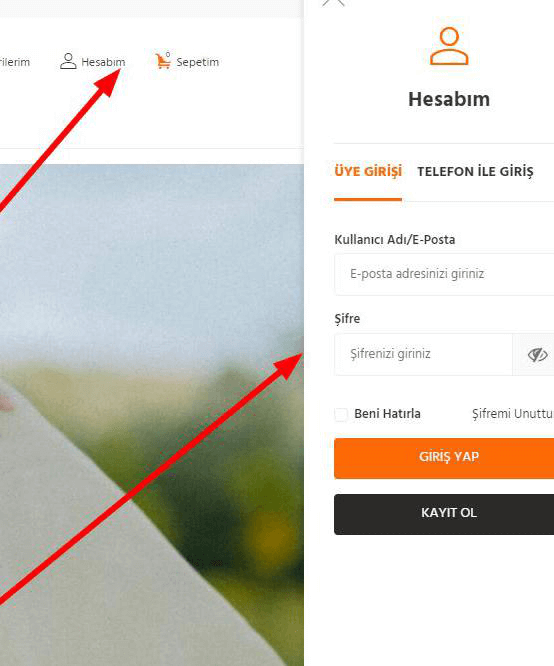 Hesabım
0
Sepetim
Hesabım
ÜYE GİRİŞİ
TELEFON İLE GİRİŞ
Kullanıcı Adı/E-Posta
E-posta adresinizi giriniz
Şifre
Şifrenizi giriniz
Beni Hatırla
Şifremi Unuttu
GİRİŞ YAP
KAYIT OL